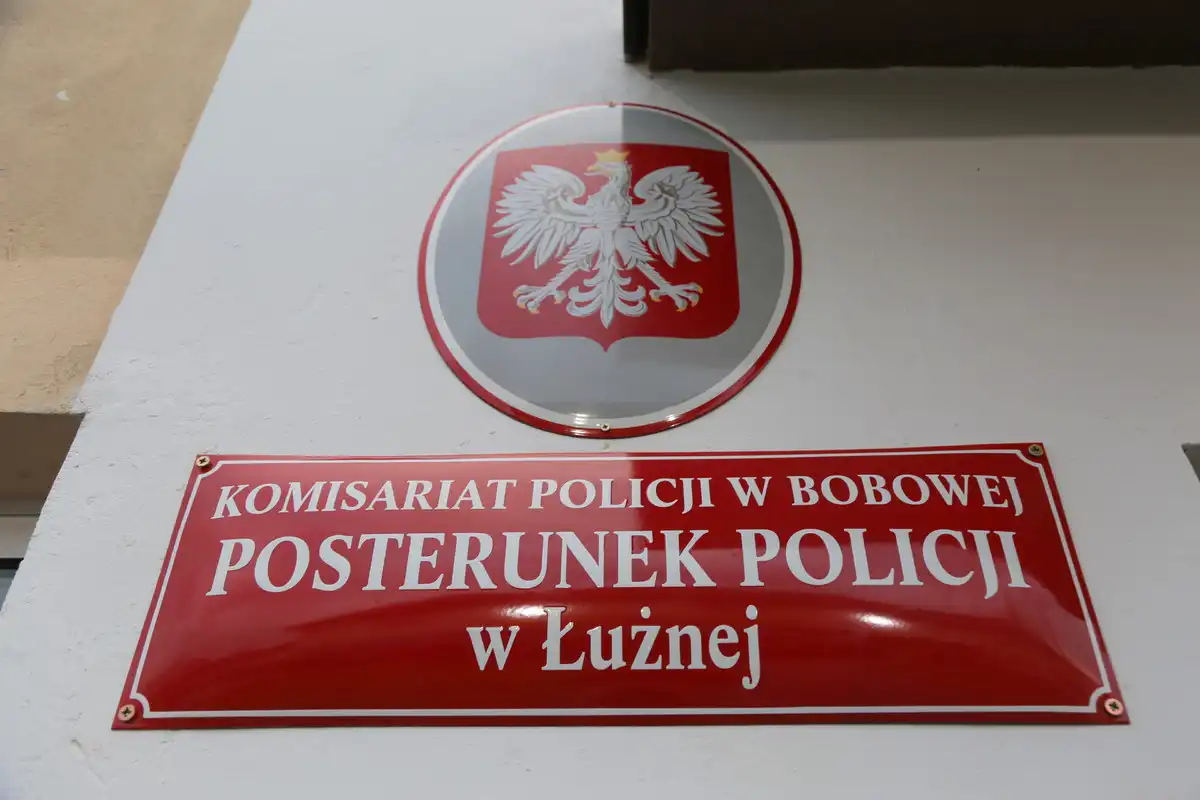 KOMISARIAT POLICJI W BOBOWEJ
POSTERUNEK POLICJI
w Łużnej